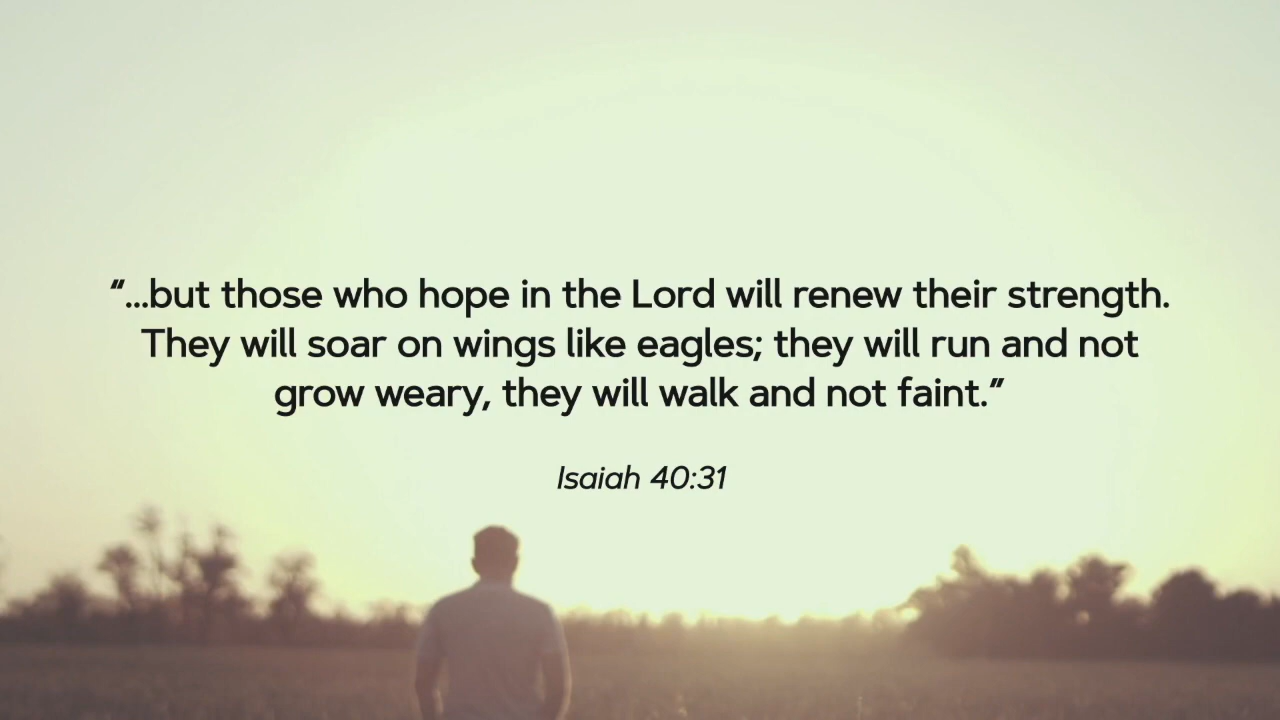 “...but those who hope in the Lord will renew their strength.
They will soar on wings like eagles; they will run and not
grow weary, they will walk and not faint.”
Isaiah 40:31